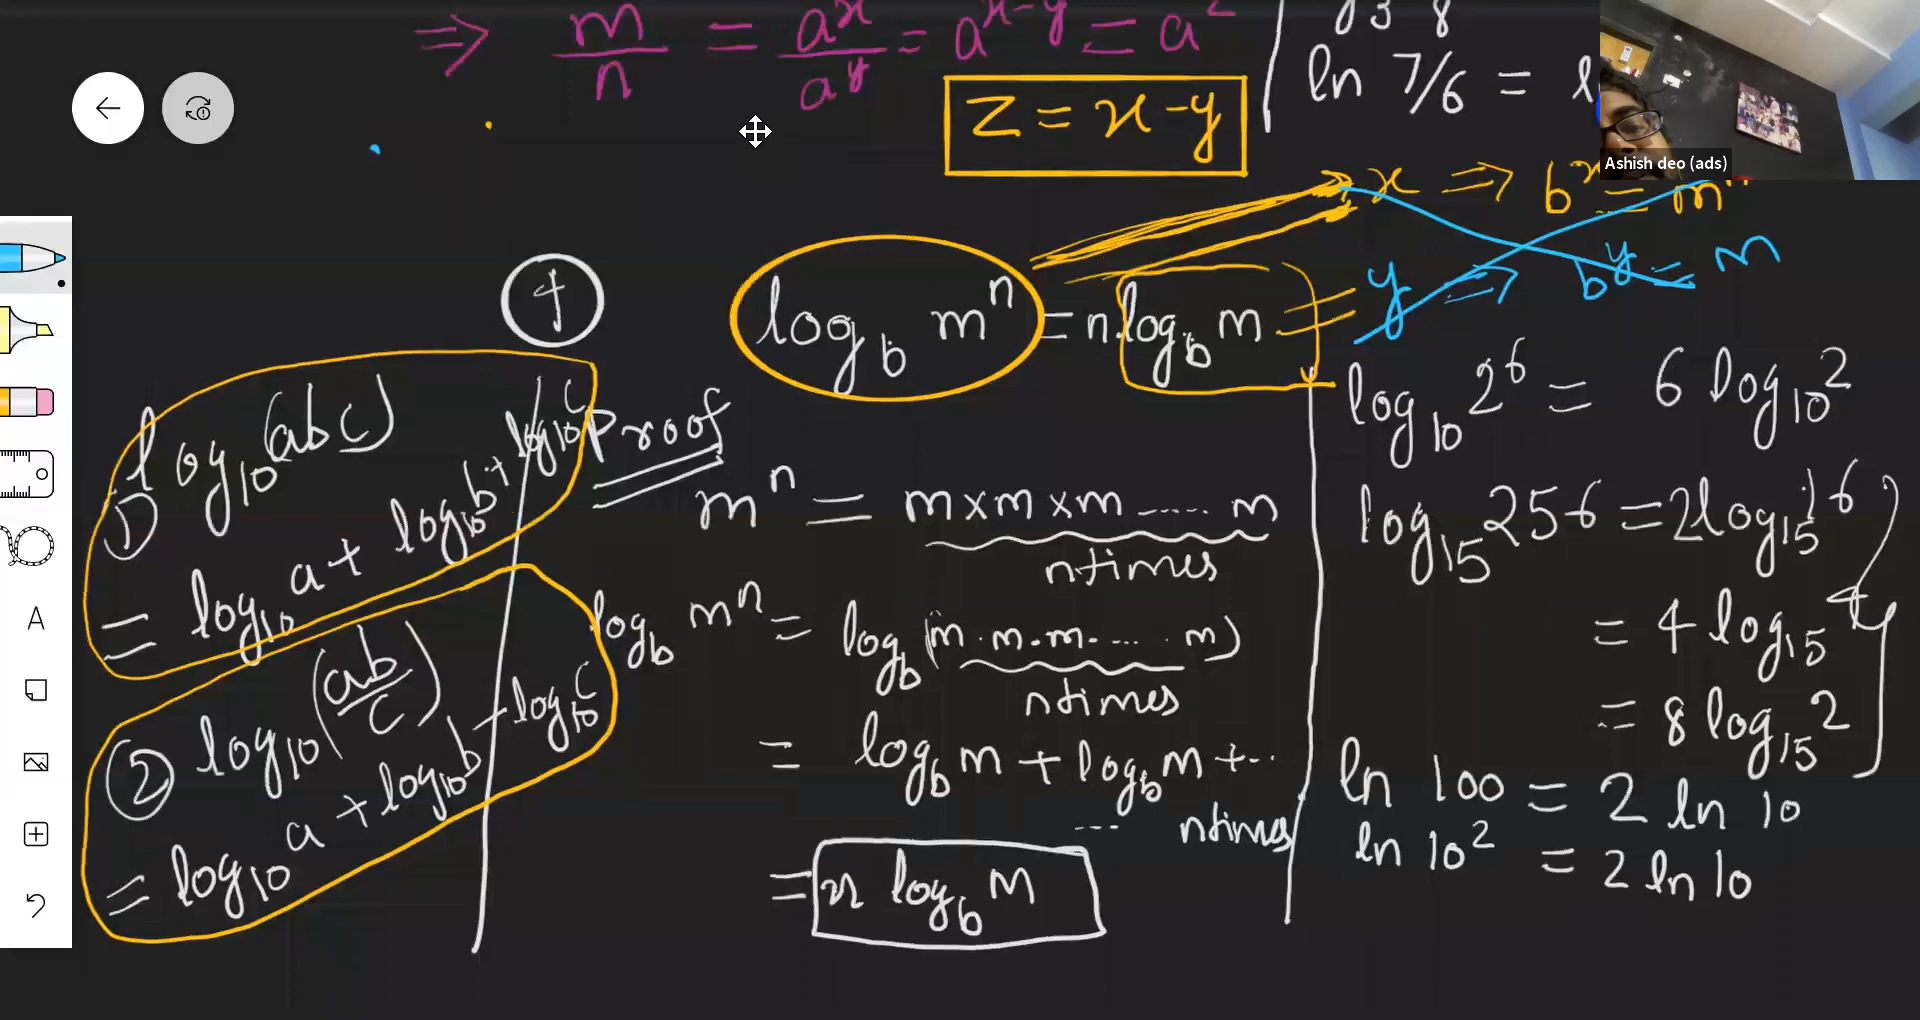 ⇒ m/n = a^x/a^y = a^(x-y) = a^z
z = x-y
ln 7/6 =
Ashish deo (ads)
4
log_b m^n = n.log_b m
x ⇒ b^x = m^n
= y ⇒ b^y = m
1) log_10 (abc)
= log_10 a + log_10 b + log_10 c
2 log_10 (ab/c)
= log_10 a + log_10 b - log_10 c
Proof
m^n = m×m×m ..... m
ntimes
log_b m^n = log_b (m.m.m. ... m)
ntimes
= log_b m + log_b m + ..
... ntimes
= n log_b m
log_10 2^6 = 6 log_10 2
log_15 256 = 2 log_15 16
= 4 log_15 4
= 8 log_15 2
ln 100 = 2 ln 10
ln 10^2 = 2 ln 10
A